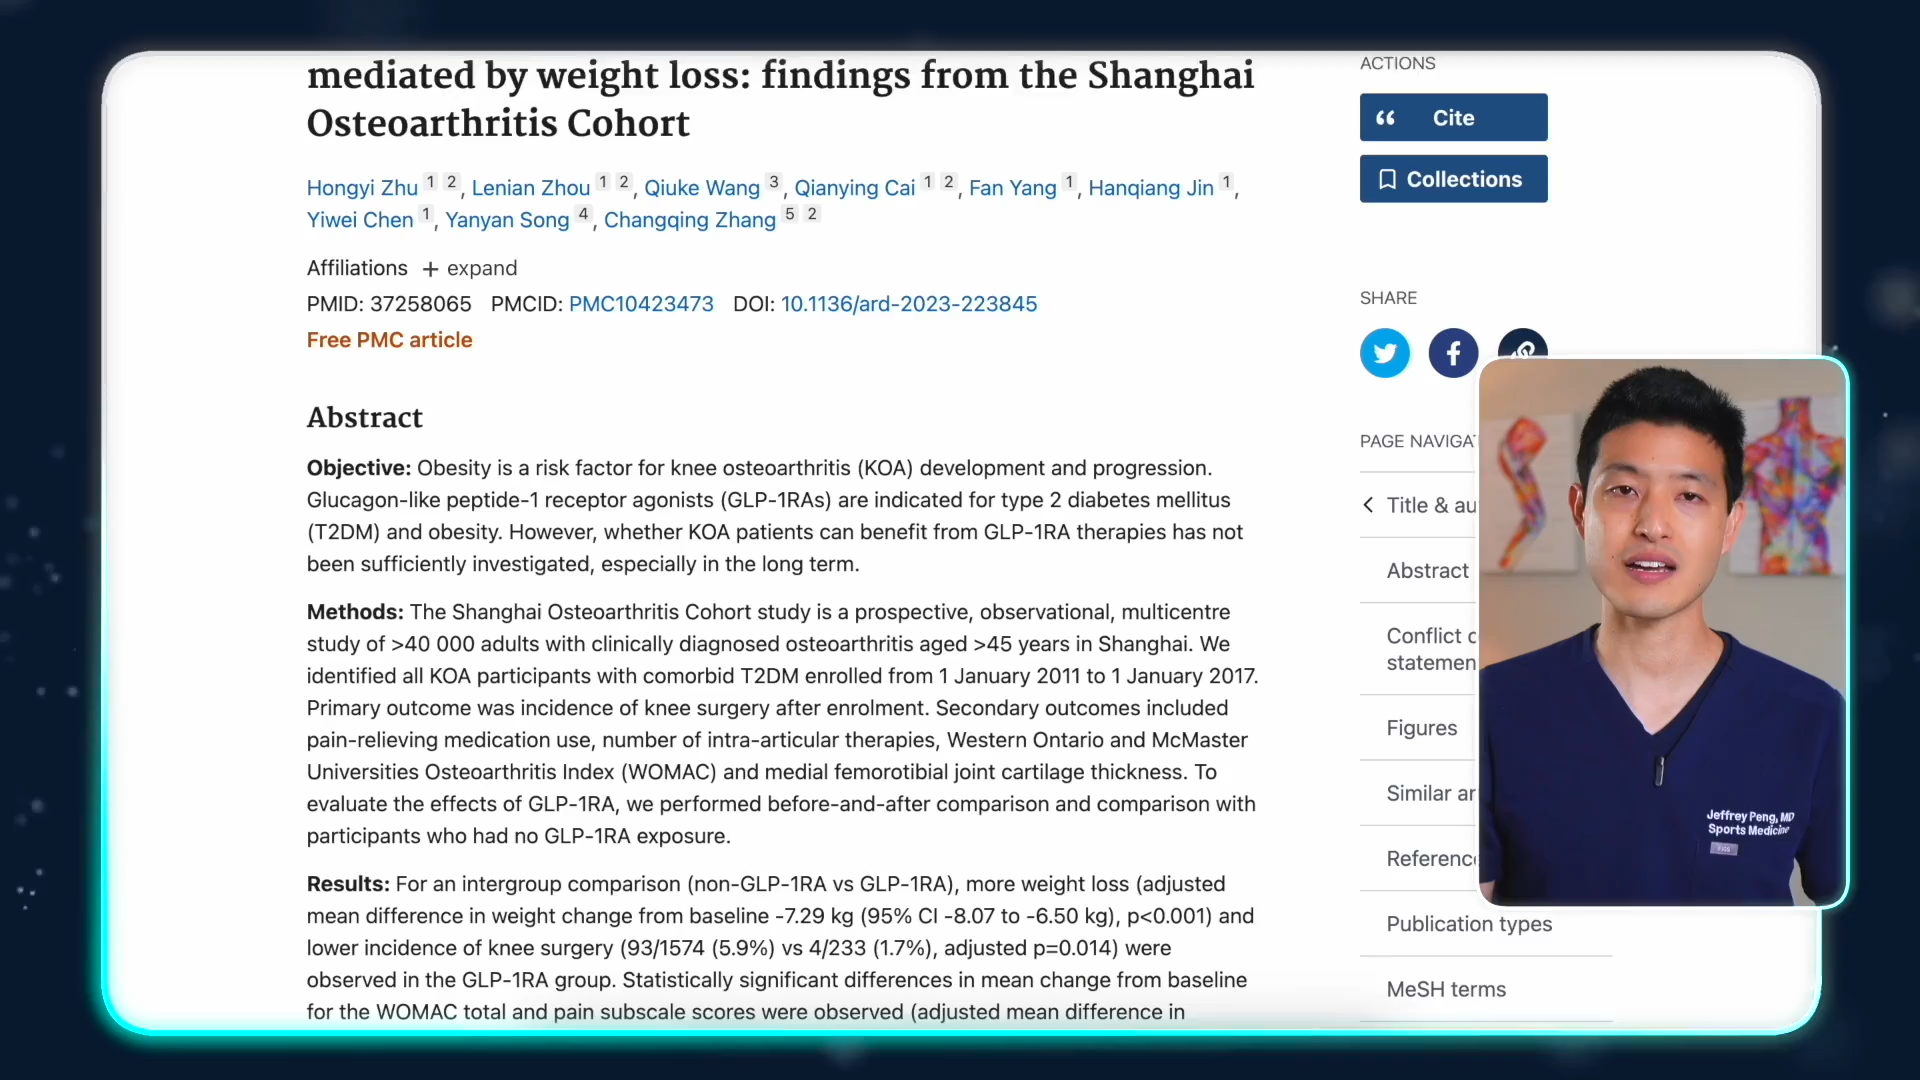 mediated by weight loss: findings from the Shanghai
Osteoarthritis Cohort
Hongyi Zhu 1 2, Lenian Zhou 1 2, Qiuke Wang 3, Qianying Cai 1 2, Fan Yang 1, Hanqiang Jin 1,
Yiwei Chen 1, Yanyan Song 4, Changqing Zhang 5 2
Affiliations + expand
PMID: 37258065 PMCID: PMC10423473 DOI: 10.1136/ard-2023-223845
Free PMC article
Abstract
Objective: Obesity is a risk factor for knee osteoarthritis (KOA) development and progression.
Glucagon-like peptide-1 receptor agonists (GLP-1RAs) are indicated for type 2 diabetes mellitus
(T2DM) and obesity. However, whether KOA patients can benefit from GLP-1RA therapies has not
been sufficiently investigated, especially in the long term.
Methods: The Shanghai Osteoarthritis Cohort study is a prospective, observational, multicentre
study of >40 000 adults with clinically diagnosed osteoarthritis aged >45 years in Shanghai. We
identified all KOA participants with comorbid T2DM enrolled from 1 January 2011 to 1 January 2017.
Primary outcome was incidence of knee surgery after enrolment. Secondary outcomes included
pain-relieving medication use, number of intra-articular therapies, Western Ontario and McMaster
Universities Osteoarthritis Index (WOMAC) and medial femorotibial joint cartilage thickness. To
evaluate the effects of GLP-1RA, we performed before-and-after comparison and comparison with
participants who had no GLP-1RA exposure.
Results: For an intergroup comparison (non-GLP-1RA vs GLP-1RA), more weight loss (adjusted
mean difference in weight change from baseline -7.29 kg (95% CI -8.07 to -6.50 kg), p<0.001) and
lower incidence of knee surgery (93/1574 (5.9%) vs 4/233 (1.7%), adjusted p=0.014) were
observed in the GLP-1RA group. Statistically significant differences in mean change from baseline
for the WOMAC total and pain subscale scores were observed (adjusted mean difference in
ACTIONS
Cite
Collections
SHARE
PAGE NAVIGAT
Title & au
Abstract
Conflict o
statemen
Figures
Similar ar
Reference
Publication types
MeSH terms
Jeffrey Peng, MD
Sports Medicine